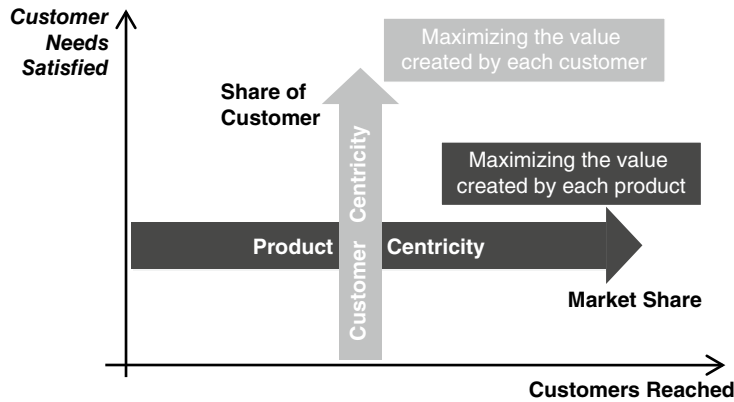 Customer
Needs
Satisfied
Maximizing the value
created by each customer
Share of
Customer
Customer Centricity
Maximizing the value
created by each product
Product Centricity
Market Share
Customers Reached